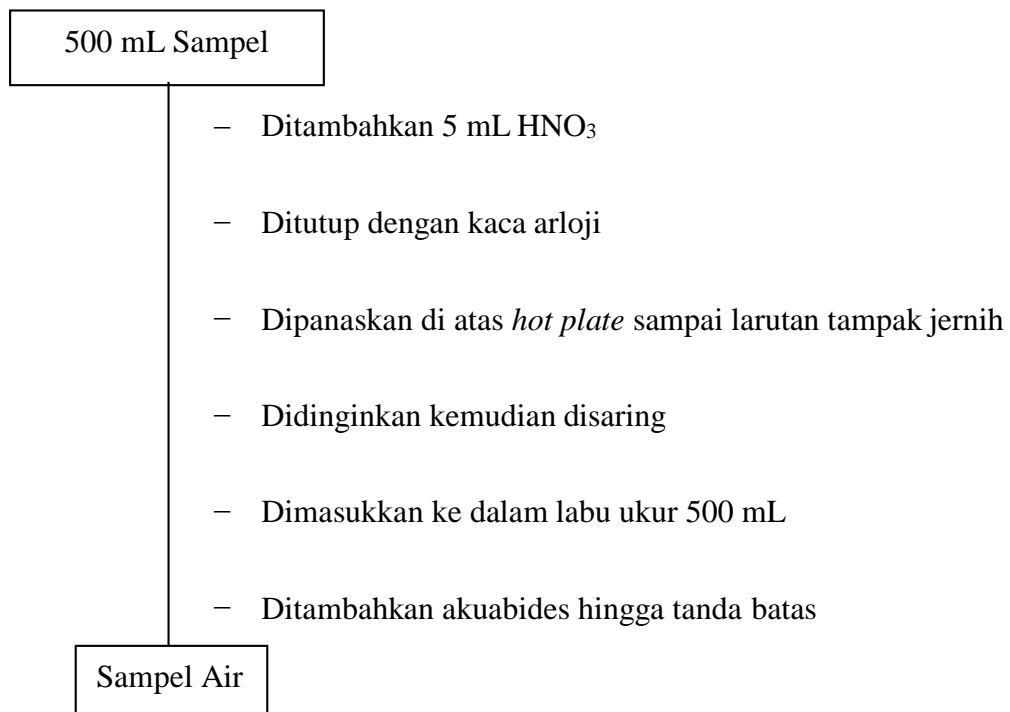 500 mL Sampel
− Ditambahkan 5 mL HNO₃
− Ditutup dengan kaca arloji
− Dipanaskan di atas hot plate sampai larutan tampak jernih
− Didinginkan kemudian disaring
− Dimasukkan ke dalam labu ukur 500 mL
− Ditambahkan akuabides hingga tanda batas
Sampel Air